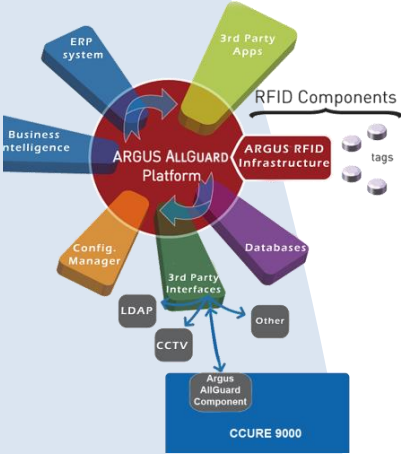 ERP
system
3rd Party
Apps
RFID Components
Business
ntelligence
ARGUS ALLGUARD
Platform
ARGUS RFID
Infrastructure
tags
Config.
Manager
3rd Party
Interfaces
Databases
LDAP
CCTV
Other
Argus
AllGuard
Component
CCURE 9000